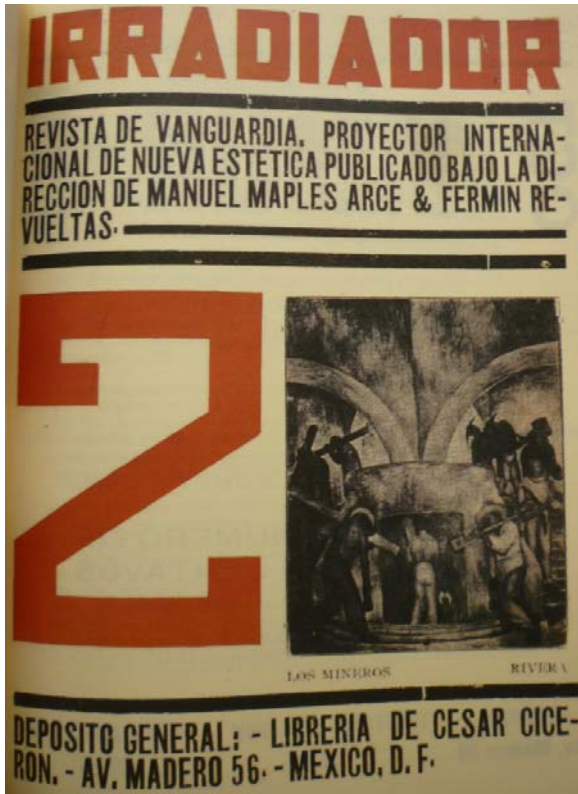 IRRADIADOR
REVISTA DE VANGUARDIA. PROYECTOR INTERNA-
CIONAL DE NUEVA ESTETICA PUBLICADO BAJO LA DI-
RECCION DE MANUEL MAPLES ARCE & FERMIN RE-
VUELTAS.
2
LOS MINEROS RIVERA
DEPOSITO GENERAL: - LIBRERIA DE CESAR CICE-
RON. - AV. MADERO 56. - MEXICO, D. F.